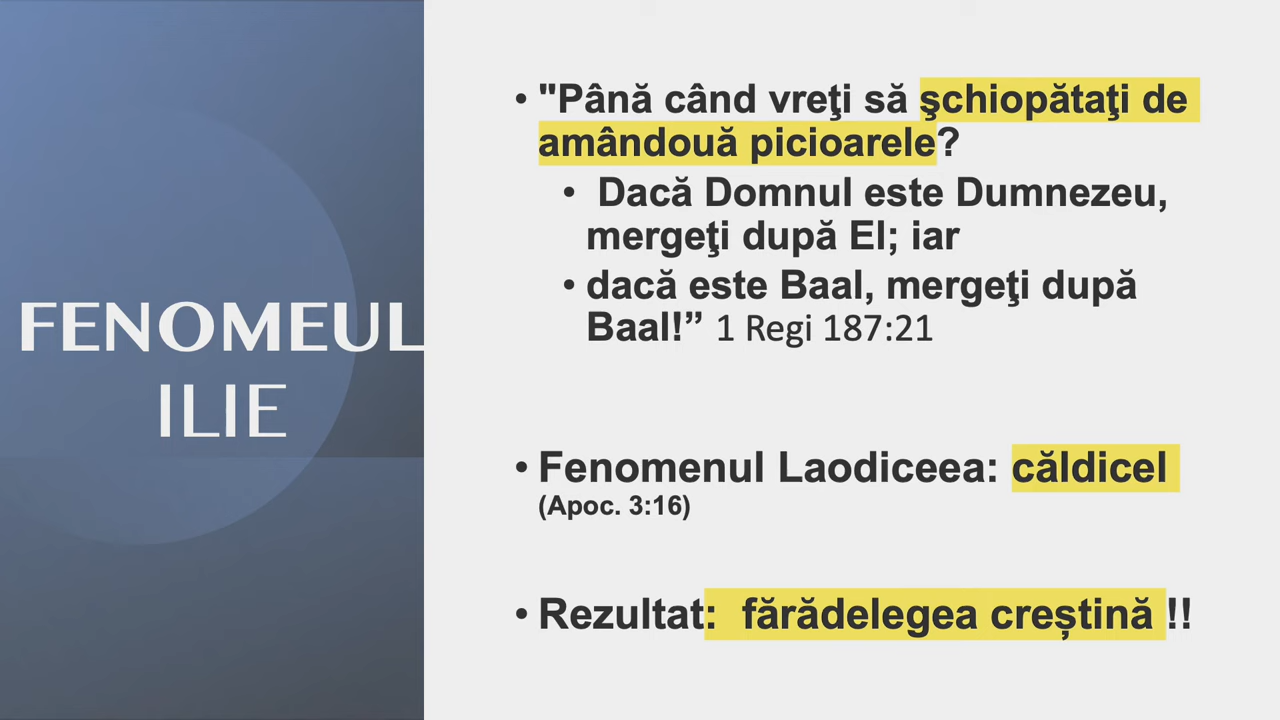 FENOMEUL
ILIE
• "Până când vreţi să şchiopătaţi de
amândouă picioarele?
• Dacă Domnul este Dumnezeu,
mergeţi după El; iar
• dacă este Baal, mergeţi după
Baal!” 1 Regi 187:21
• Fenomenul Laodiceea: căldicel
(Apoc. 3:16)
• Rezultat: fărădelegea creștină !!